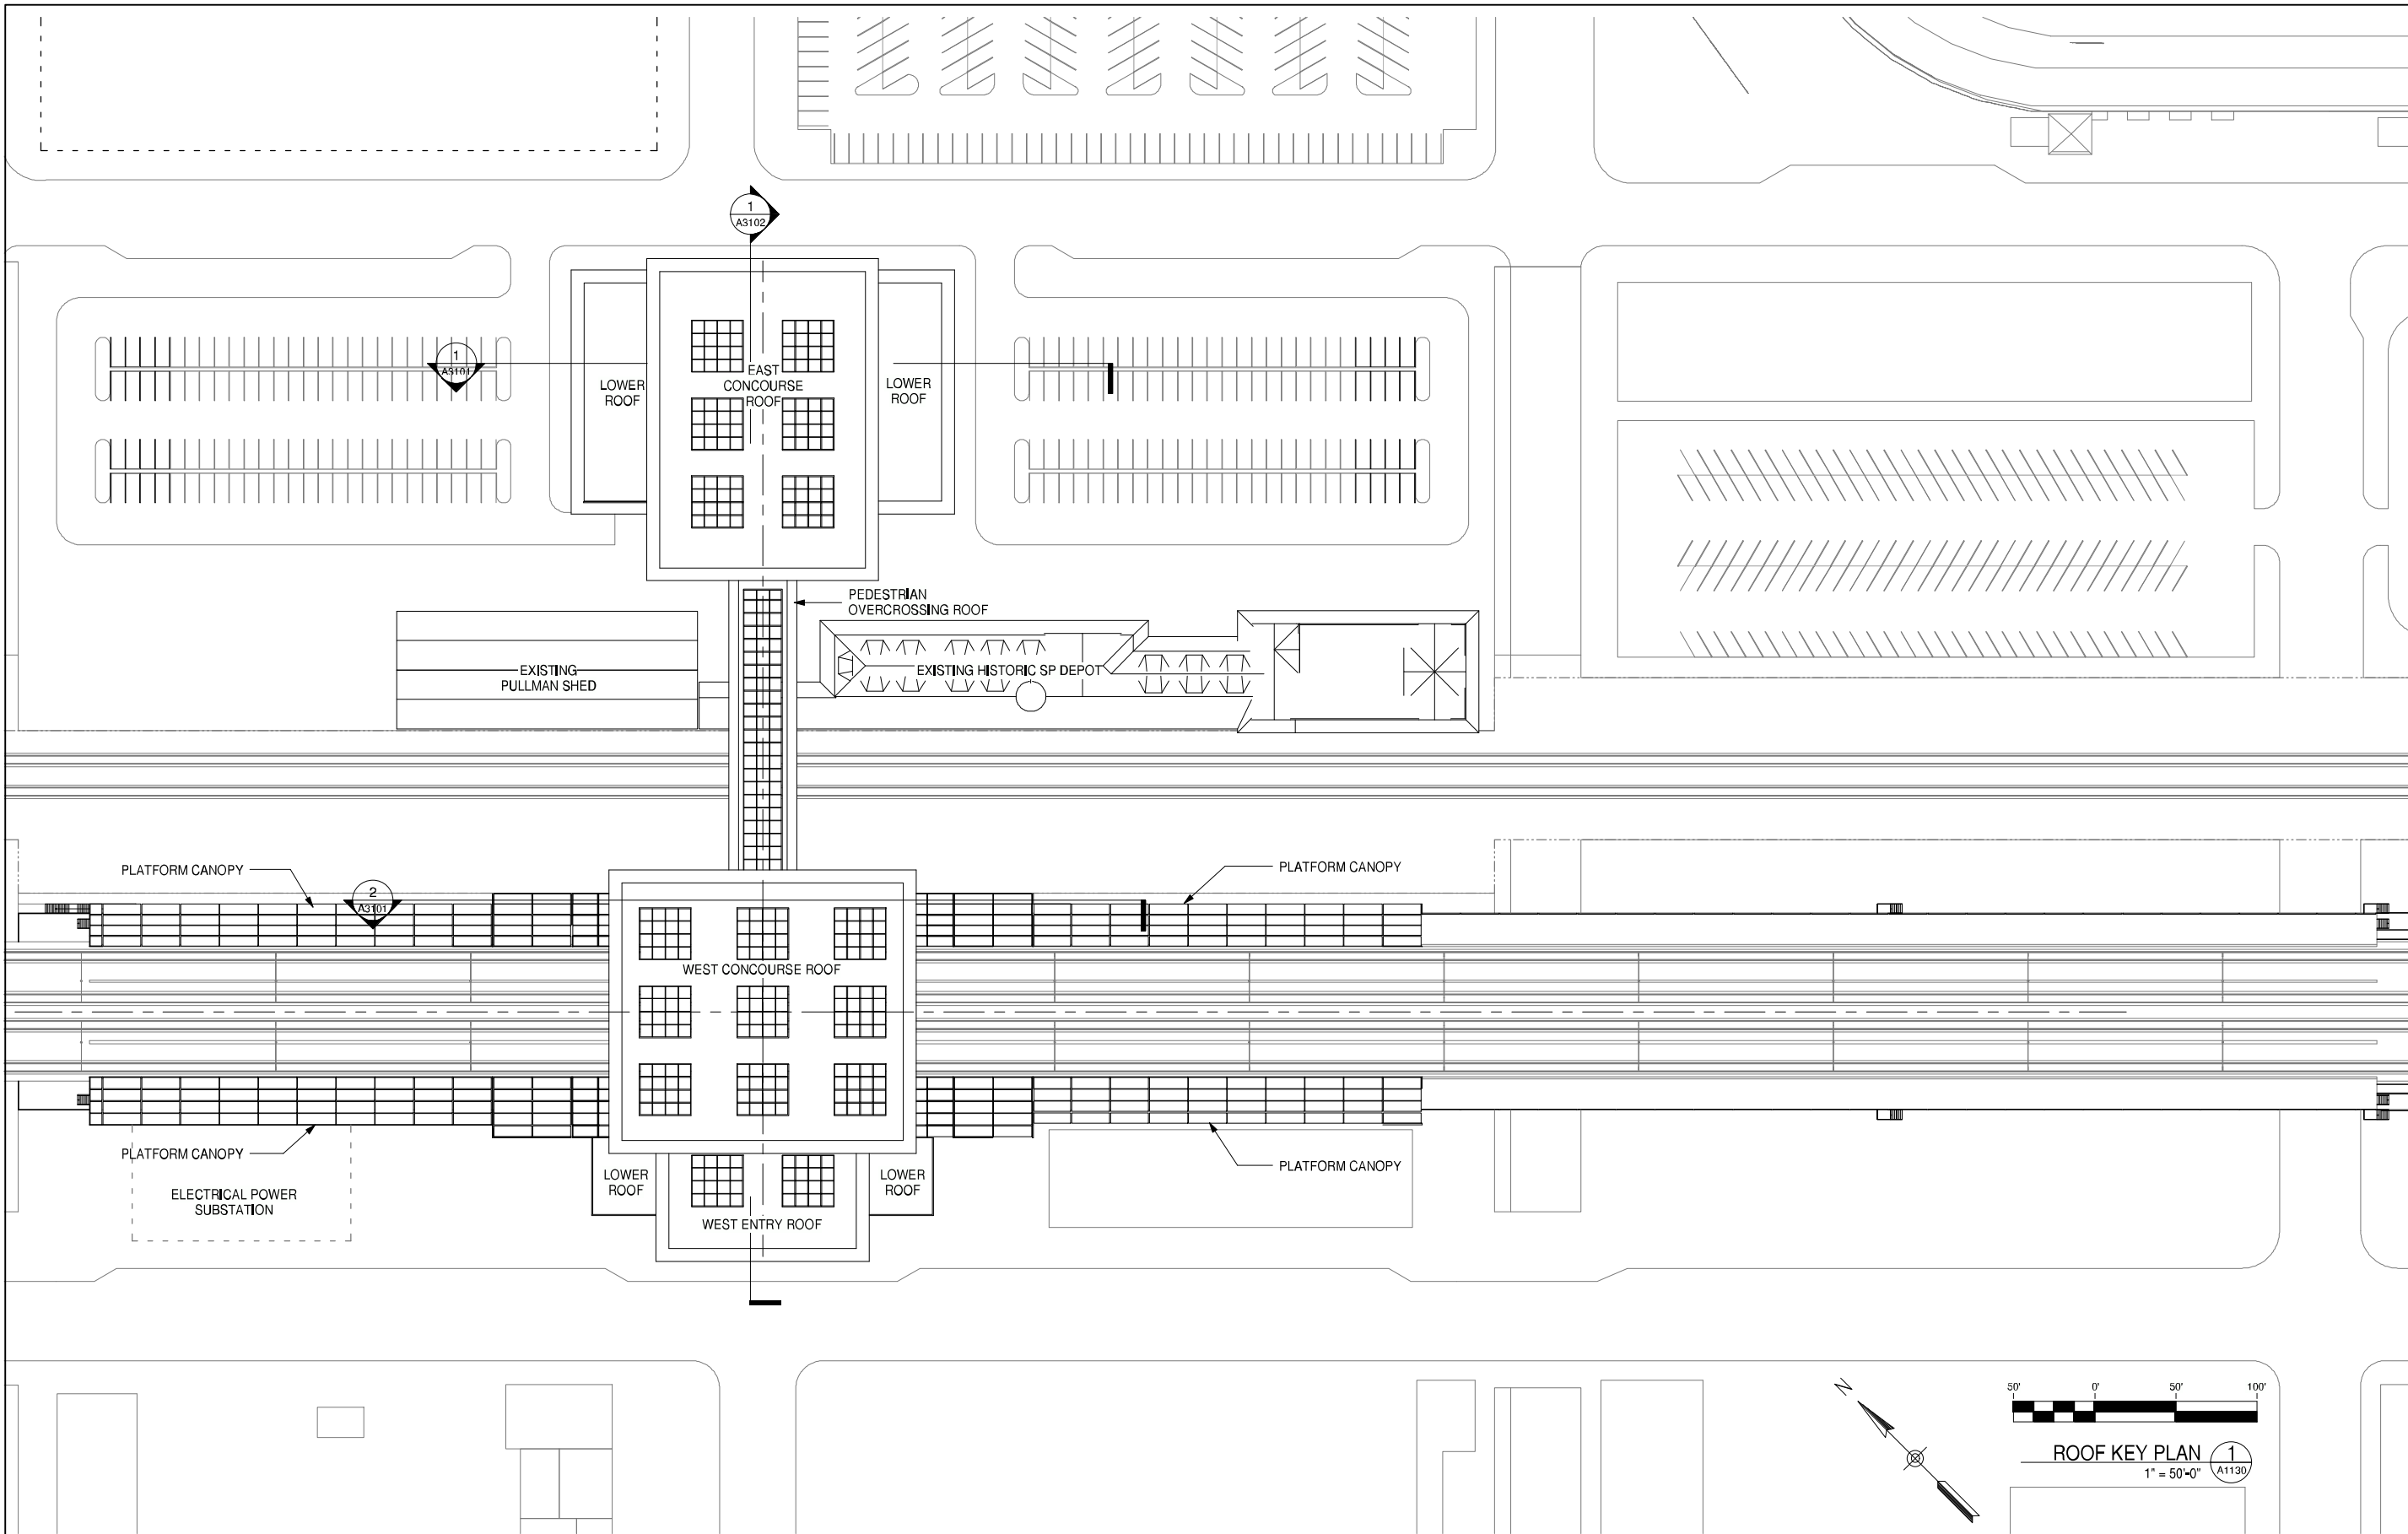 1
A3102
1
A3101
EAST
CONCOURSE
ROOF
LOWER
ROOF
LOWER
ROOF
PEDESTRIAN
OVERCROSSING ROOF
EXISTING
PULLMAN SHED
EXISTING HISTORIC SP DEPOT
PLATFORM CANOPY
2
A3101
PLATFORM CANOPY
WEST CONCOURSE ROOF
PLATFORM CANOPY
PLATFORM CANOPY
ELECTRICAL POWER
SUBSTATION
LOWER
ROOF
LOWER
ROOF
WEST ENTRY ROOF
N
50' 0' 50' 100'
ROOF KEY PLAN
1
1" = 50'-0"
A1130